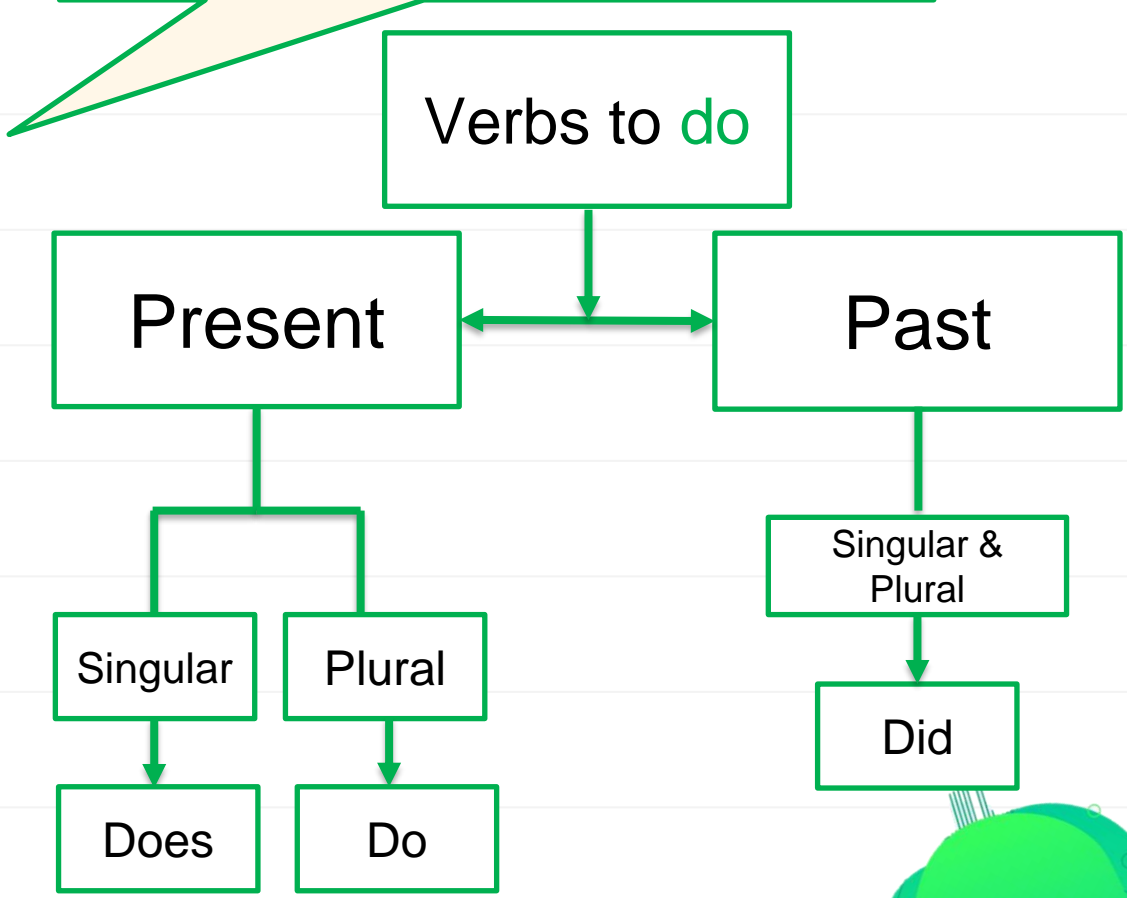 Verbs to do
Present
Past
Singular &
Plural
Singular
Plural
Did
Does
Do